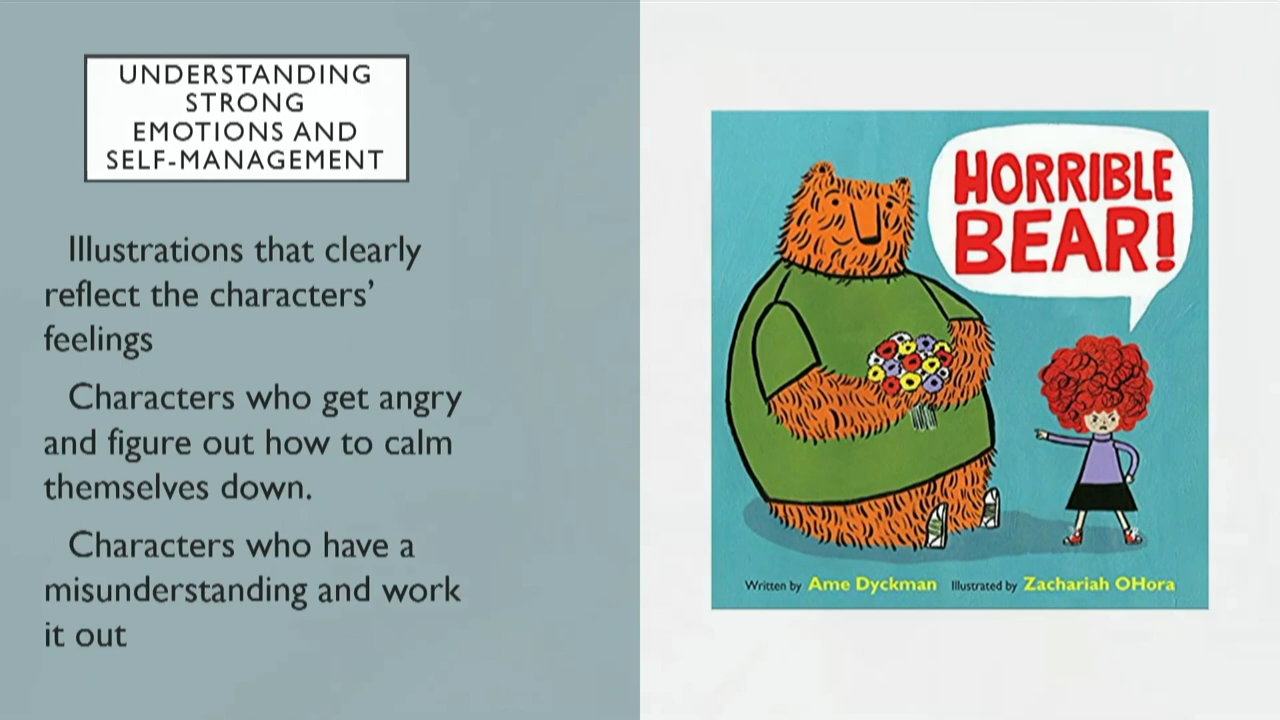 UNDERSTANDING
STRONG
EMOTIONS AND
SELF-MANAGEMENT
Illustrations that clearly
reflect the characters’
feelings
Characters who get angry
and figure out how to calm
themselves down.
Characters who have a
misunderstanding and work
it out
HORRIBLE
BEAR!
Written by Ame Dyckman Illustrated by Zachariah OHora